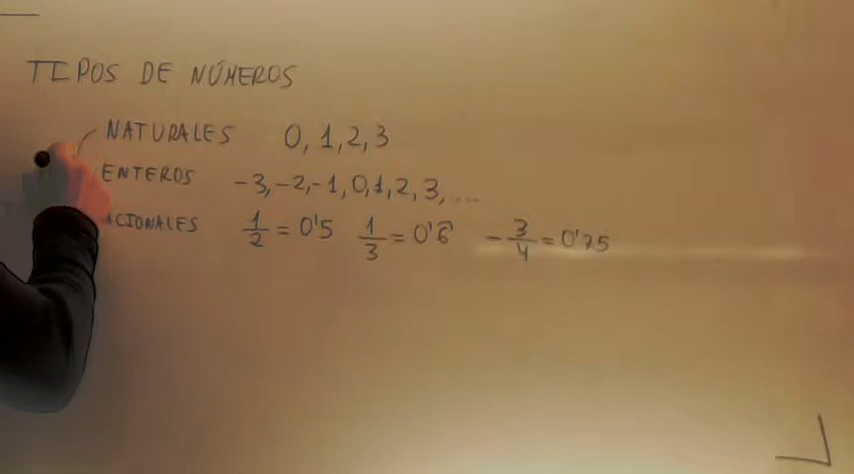 TIPOS DE NÚMEROS
NATURALES 0, 1, 2, 3
ENTEROS -3, -2, -1, 0, 1, 2, 3, ...
ACIONALES 1/2 = 0'5 1/3 = 0'6̂ -3/4 = 0'75